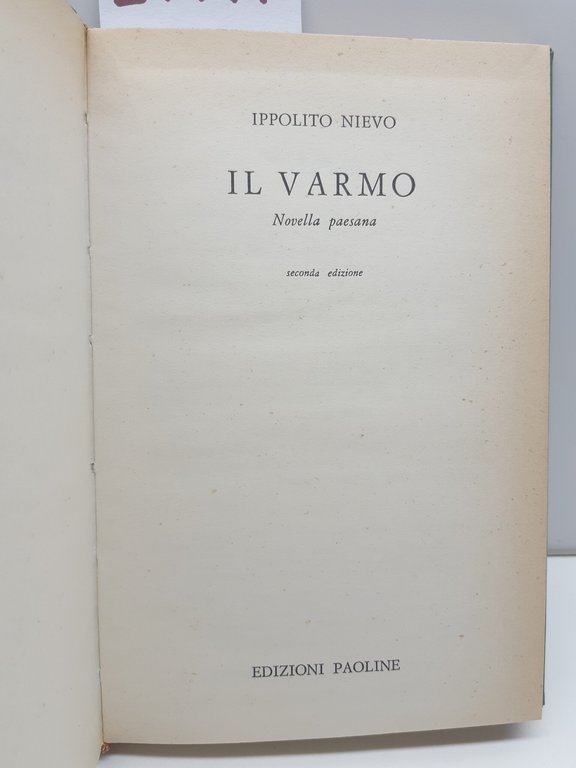 IPPOLITO NIEVO
IL VARMO
Novella paesana
seconda edizione
EDIZIONI PAOLINE